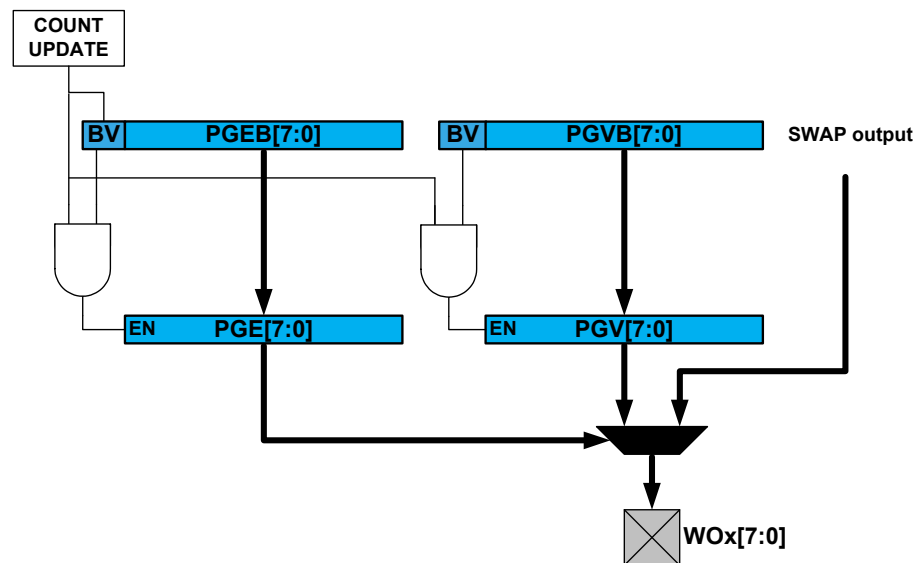 COUNT
UPDATE
BV PGEB[7:0]
BV PGVB[7:0]
SWAP output
EN PGE[7:0]
EN PGV[7:0]
WOx[7:0]